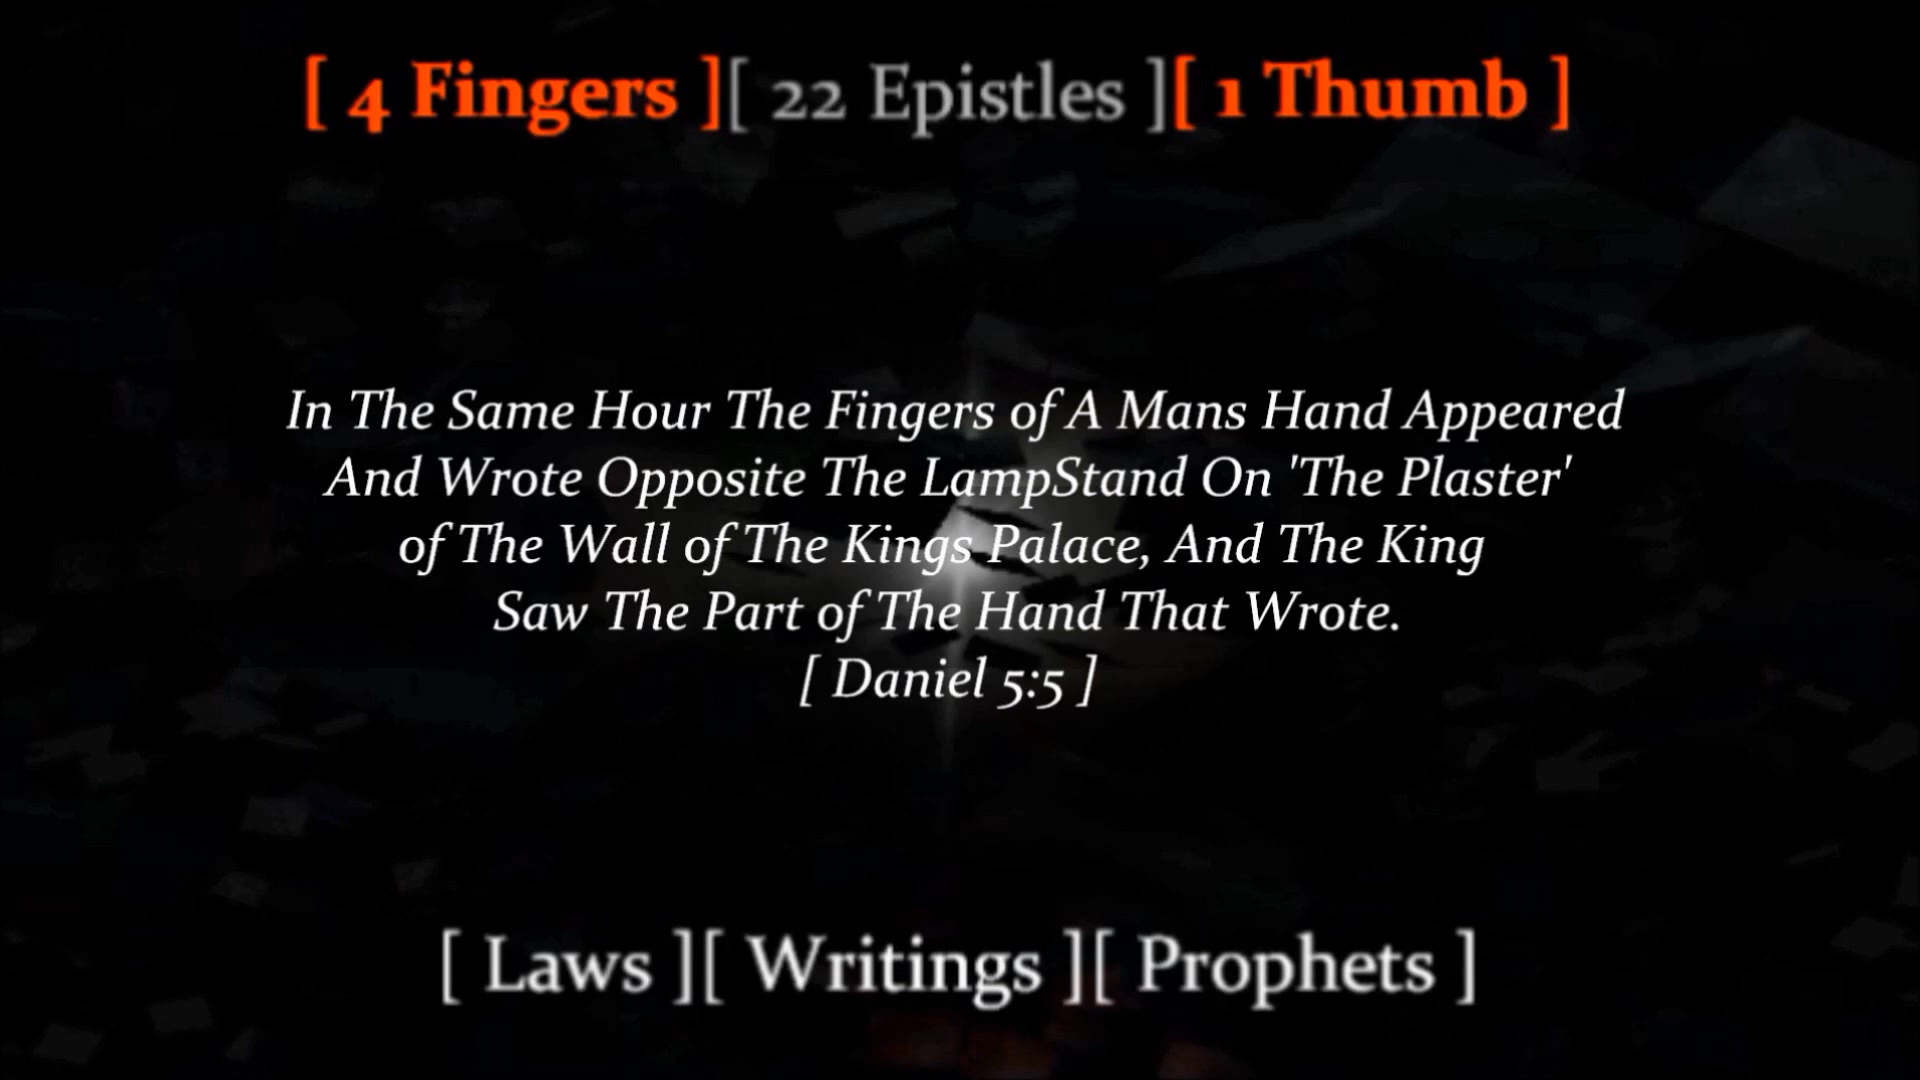 [ 4 Fingers ][ 22 Epistles ][ 1 Thumb ]
In The Same Hour The Fingers of A Mans Hand Appeared
And Wrote Opposite The LampStand On 'The Plaster'
of The Wall of The Kings Palace, And The King
Saw The Part of The Hand That Wrote.
[ Daniel 5:5 ]
[ Laws ][ Writings ][ Prophets ]